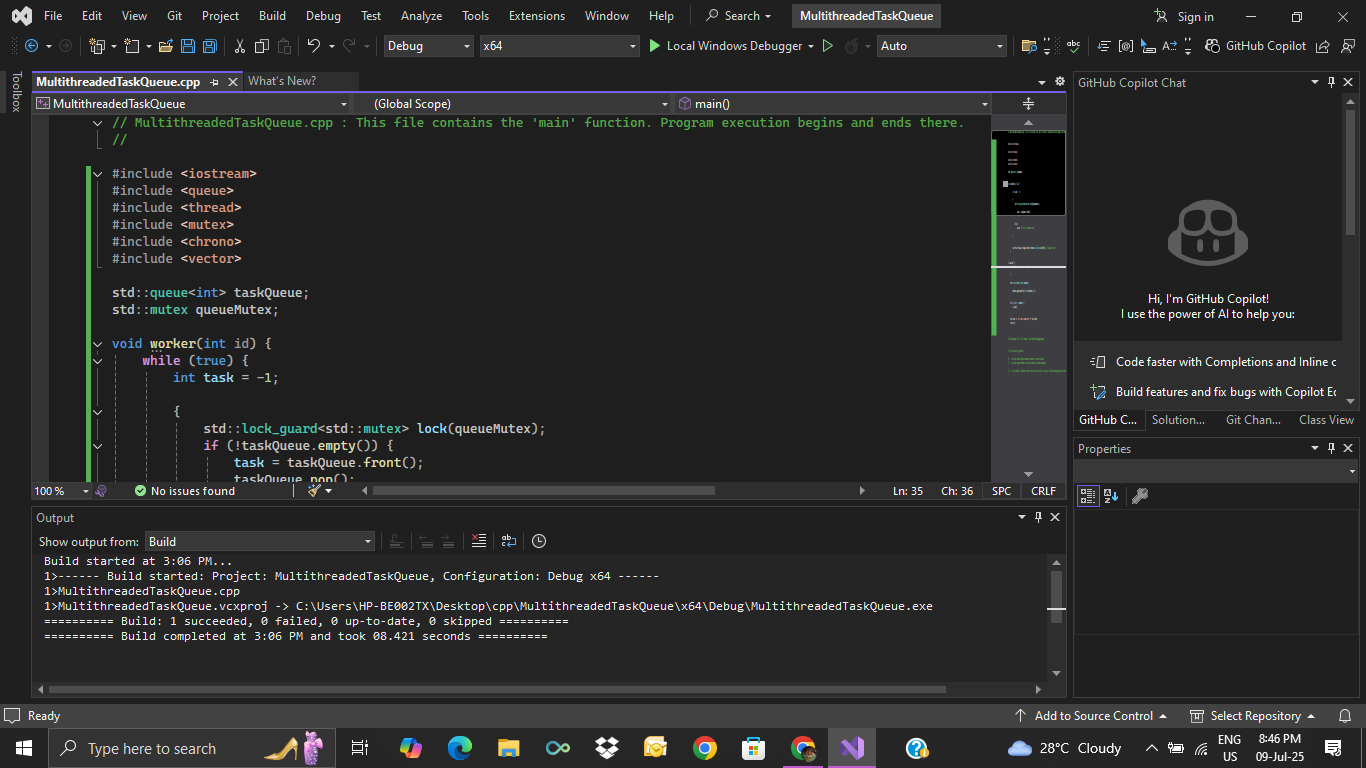 File Edit View Git Project Build Debug Test Analyze Tools Extensions Window Help Search MultithreadedTaskQueue Sign in
Debug x64 Local Windows Debugger Auto GitHub Copilot
Toolbox
MultithreadedTaskQueue.cpp What's New?
MultithreadedTaskQueue (Global Scope) main()
// MultithreadedTaskQueue.cpp : This file contains the 'main' function. Program execution begins and ends there.
//
#include <iostream>
#include <queue>
#include <thread>
#include <mutex>
#include <chrono>
#include <vector>
std::queue<int> taskQueue;
std::mutex queueMutex;
void worker(int id) {
while (true) {
int task = -1;
{
std::lock_guard<std::mutex> lock(queueMutex);
if (!taskQueue.empty()) {
task = taskQueue.front();
taskQueue.pop();
100 % No issues found Ln: 35 Ch: 36 SPC CRLF
Output
Show output from: Build
Build started at 3:06 PM...
1>------ Build started: Project: MultithreadedTaskQueue, Configuration: Debug x64 ------
1>MultithreadedTaskQueue.cpp
1>MultithreadedTaskQueue.vcxproj -> C:\Users\HP-BE002TX\Desktop\cpp\MultithreadedTaskQueue\x64\Debug\MultithreadedTaskQueue.exe
========== Build: 1 succeeded, 0 failed, 0 up-to-date, 0 skipped ==========
========== Build completed at 3:06 PM and took 08.421 seconds ==========
GitHub Copilot Chat
Hi, I'm GitHub Copilot!
I use the power of AI to help you:
Code faster with Completions and Inline c
Build features and fix bugs with Copilot Ec
GitHub C... Solution... Git Chan... Class View
Properties
Ready Add to Source Control Select Repository
Type here to search 28°C Cloudy ENG US 8:46 PM 09-Jul-25